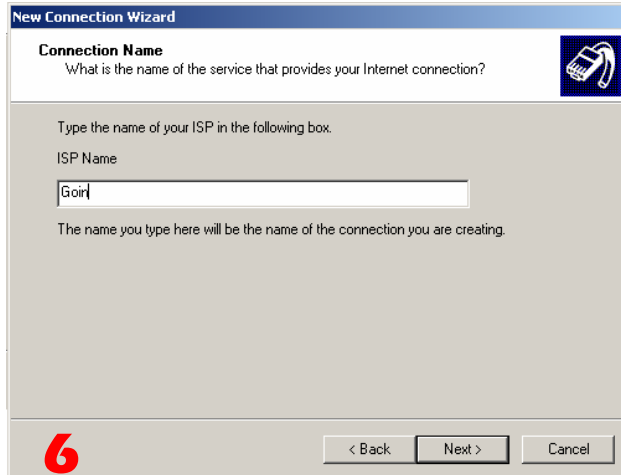 New Connection Wizard
Connection Name
What is the name of the service that provides your Internet connection?
Type the name of your ISP in the following box.
ISP Name
Goin
The name you type here will be the name of the connection you are creating.
6
< Back
Next >
Cancel